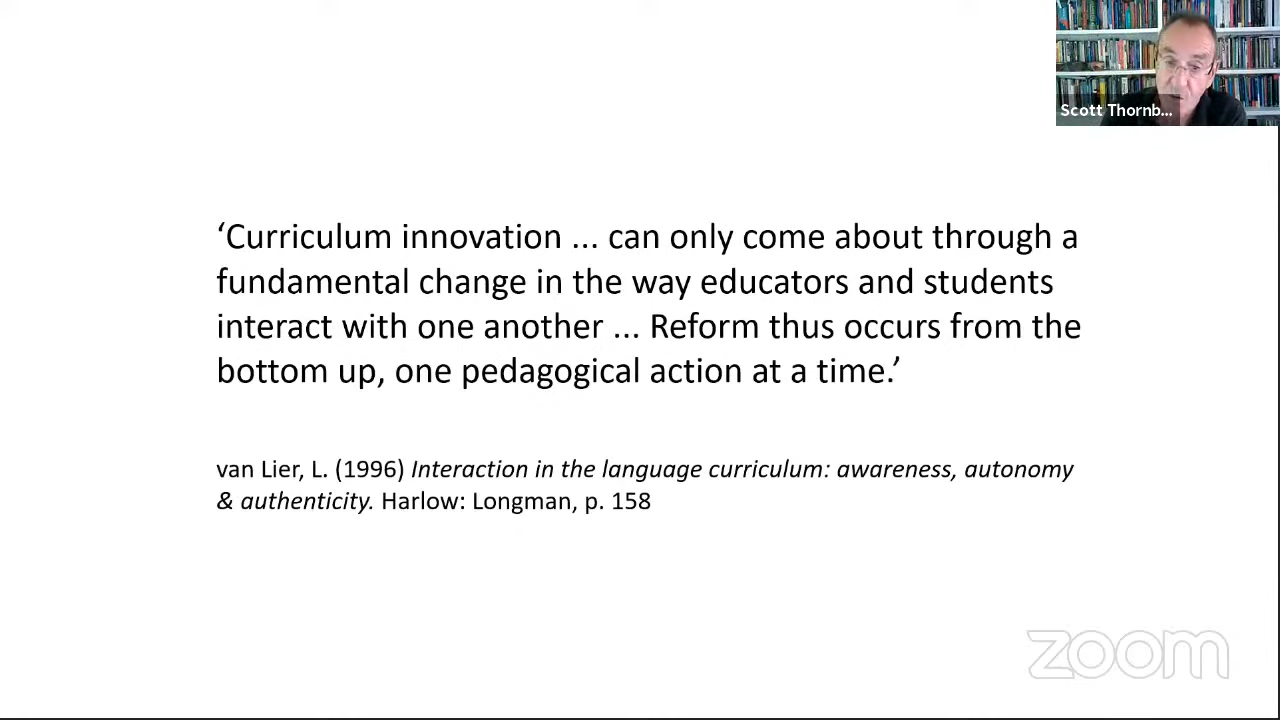 Scott Thornb...
‘Curriculum innovation ... can only come about through a
fundamental change in the way educators and students
interact with one another ... Reform thus occurs from the
bottom up, one pedagogical action at a time.’
van Lier, L. (1996) Interaction in the language curriculum: awareness, autonomy
& authenticity. Harlow: Longman, p. 158
zoom